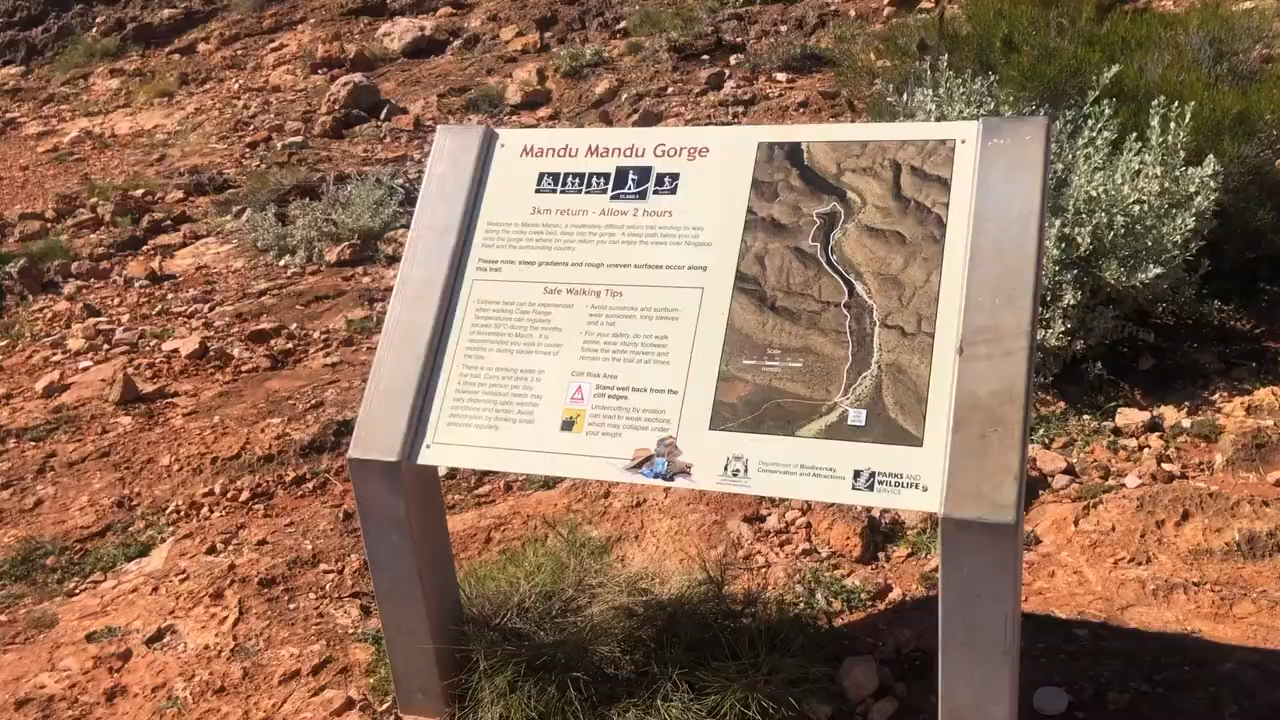 Mandu Mandu Gorge
CLASS 4
3km return - Allow 2 hours
Welcome to Mandu Mandu, a moderately difficult return trail winding its way
along the rocky creek bed, deep into the gorge. A steep path takes you up
onto the gorge rim where on your return you can enjoy the views over Ningaloo
Reef and the surrounding country.
Please note: steep gradients and rough uneven surfaces occur along
this trail.
Safe Walking Tips
- Extreme heat can be experienced
when walking Cape Range.
Temperatures can regularly
exceed 50°C during the months
of November to March. It is
recommended you walk in cooler
months or during cooler times of
the day.
- There is no drinking water on
the trail. Carry and drink 3 to
4 litres per person per day,
however individual needs may
vary depending upon weather
conditions and terrain. Avoid
dehydration by drinking small
amounts regularly.
- Avoid sunstroke and sunburn -
wear sunscreen, long sleeves
and a hat.
- For your safety, do not walk
alone, wear sturdy footwear,
follow the white markers and
remain on the trail at all times.
Cliff Risk Area
Stand well back from the
cliff edges.
Undercutting by erosion
can lead to weak sections,
which may collapse under
your weight.
Scale
metres
YOU
ARE
HERE
Department of Biodiversity,
Conservation and Attractions
PARKS AND
WILDLIFE
SERVICE